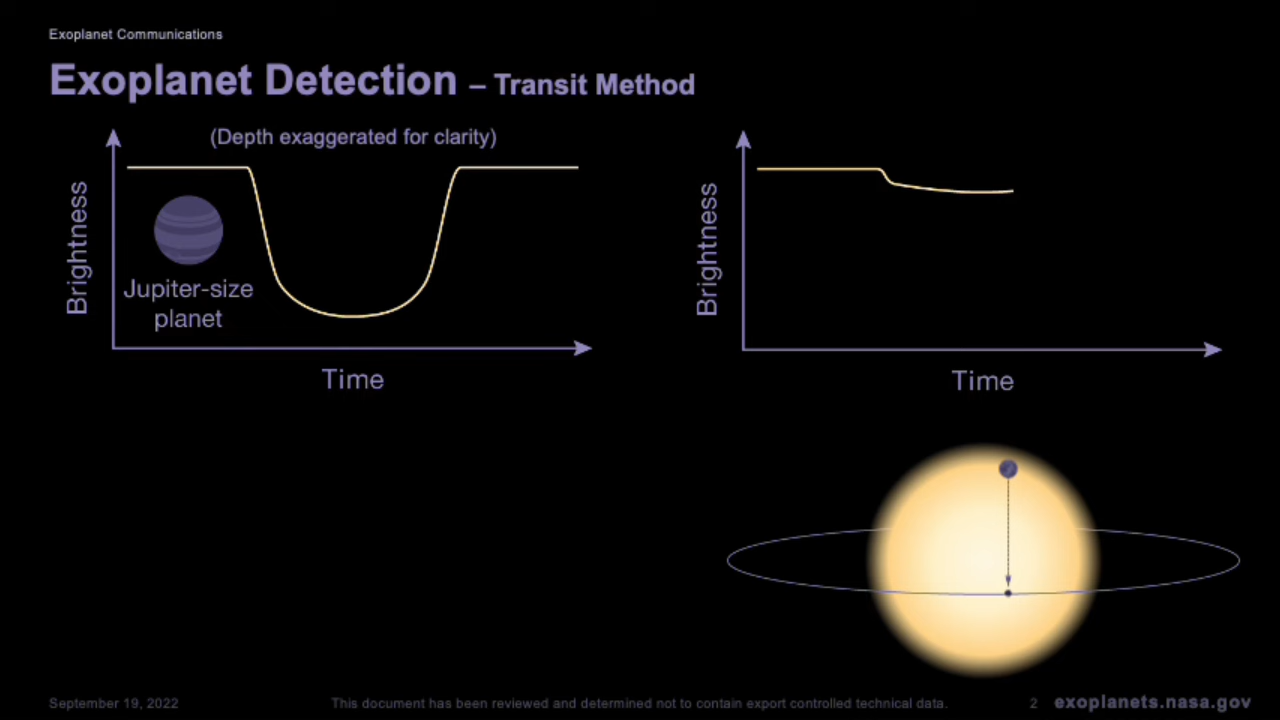 Exoplanet Communications
Exoplanet Detection – Transit Method
(Depth exaggerated for clarity)
Brightness
Jupiter-size
planet
Time
Brightness
Time
September 19, 2022
This document has been reviewed and determined not to contain export controlled technical data.
2
exoplanets.nasa.gov